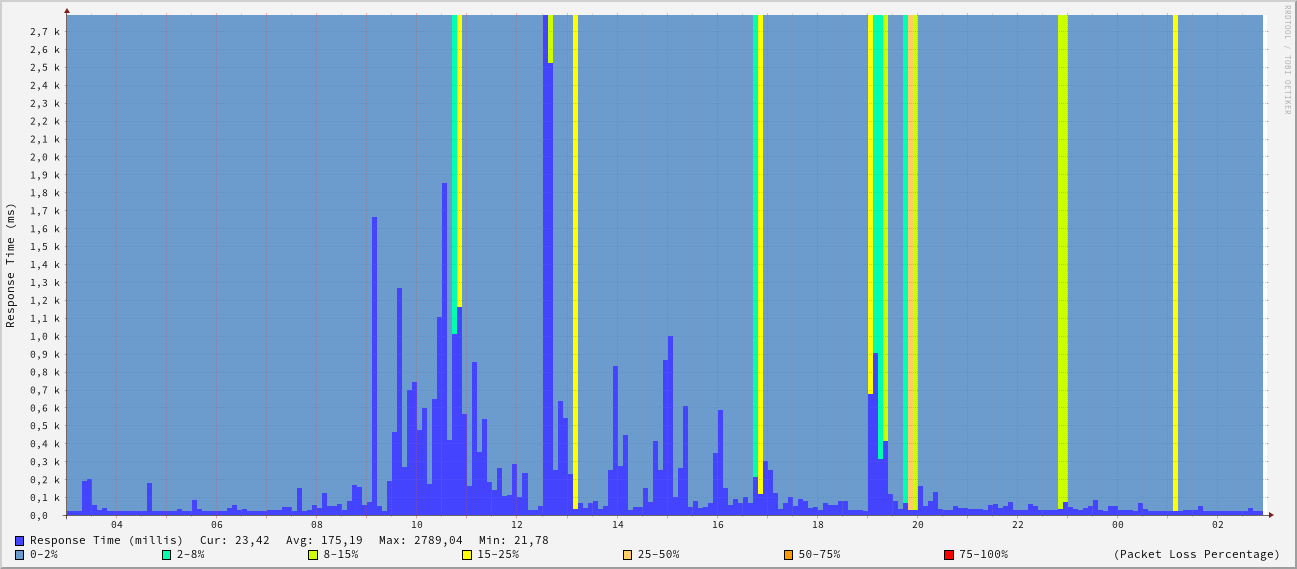 RRDTOOL / TOBI OETIKER
Response Time (ms)
2,7 k
2,6 k
2,5 k
2,4 k
2,3 k
2,2 k
2,1 k
2,0 k
1,9 k
1,8 k
1,7 k
1,6 k
1,5 k
1,4 k
1,3 k
1,2 k
1,1 k
1,0 k
0,9 k
0,8 k
0,7 k
0,6 k
0,5 k
0,4 k
0,3 k
0,2 k
0,1 k
0,0
04 06 08 10 12 14 16 18 20 22 00 02
Response Time (millis) Cur: 23,42 Avg: 175,19 Max: 2789,04 Min: 21,78
0-2% 2-8% 8-15% 15-25% 25-50% 50-75% 75-100% (Packet Loss Percentage)